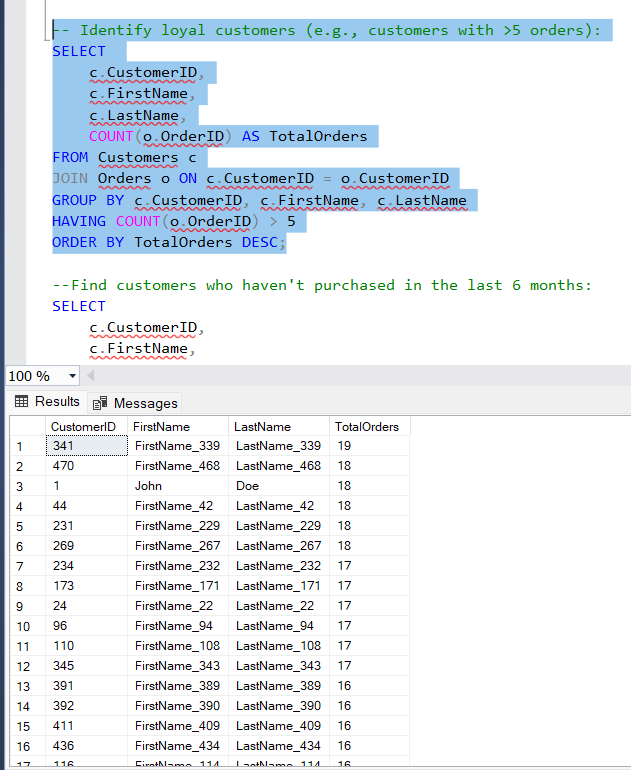 -- Identify loyal customers (e.g., customers with >5 orders):
SELECT
c.CustomerID,
c.FirstName,
c.LastName,
COUNT(o.OrderID) AS TotalOrders
FROM Customers c
JOIN Orders o ON c.CustomerID = o.CustomerID
GROUP BY c.CustomerID, c.FirstName, c.LastName
HAVING COUNT(o.OrderID) > 5
ORDER BY TotalOrders DESC;
--Find customers who haven't purchased in the last 6 months:
SELECT
c.CustomerID,
c.FirstName,
100 %
Results Messages
CustomerID FirstName LastName TotalOrders
1 341 FirstName_339 LastName_339 19
2 470 FirstName_468 LastName_468 18
3 1 John Doe 18
4 44 FirstName_42 LastName_42 18
5 231 FirstName_229 LastName_229 18
6 269 FirstName_267 LastName_267 18
7 234 FirstName_232 LastName_232 17
8 173 FirstName_171 LastName_171 17
9 24 FirstName_22 LastName_22 17
10 96 FirstName_94 LastName_94 17
11 110 FirstName_108 LastName_108 17
12 345 FirstName_343 LastName_343 17
13 391 FirstName_389 LastName_389 16
14 392 FirstName_390 LastName_390 16
15 411 FirstName_409 LastName_409 16
16 436 FirstName_434 LastName_434 16
17 116 FirstName_114 LastName_114 16